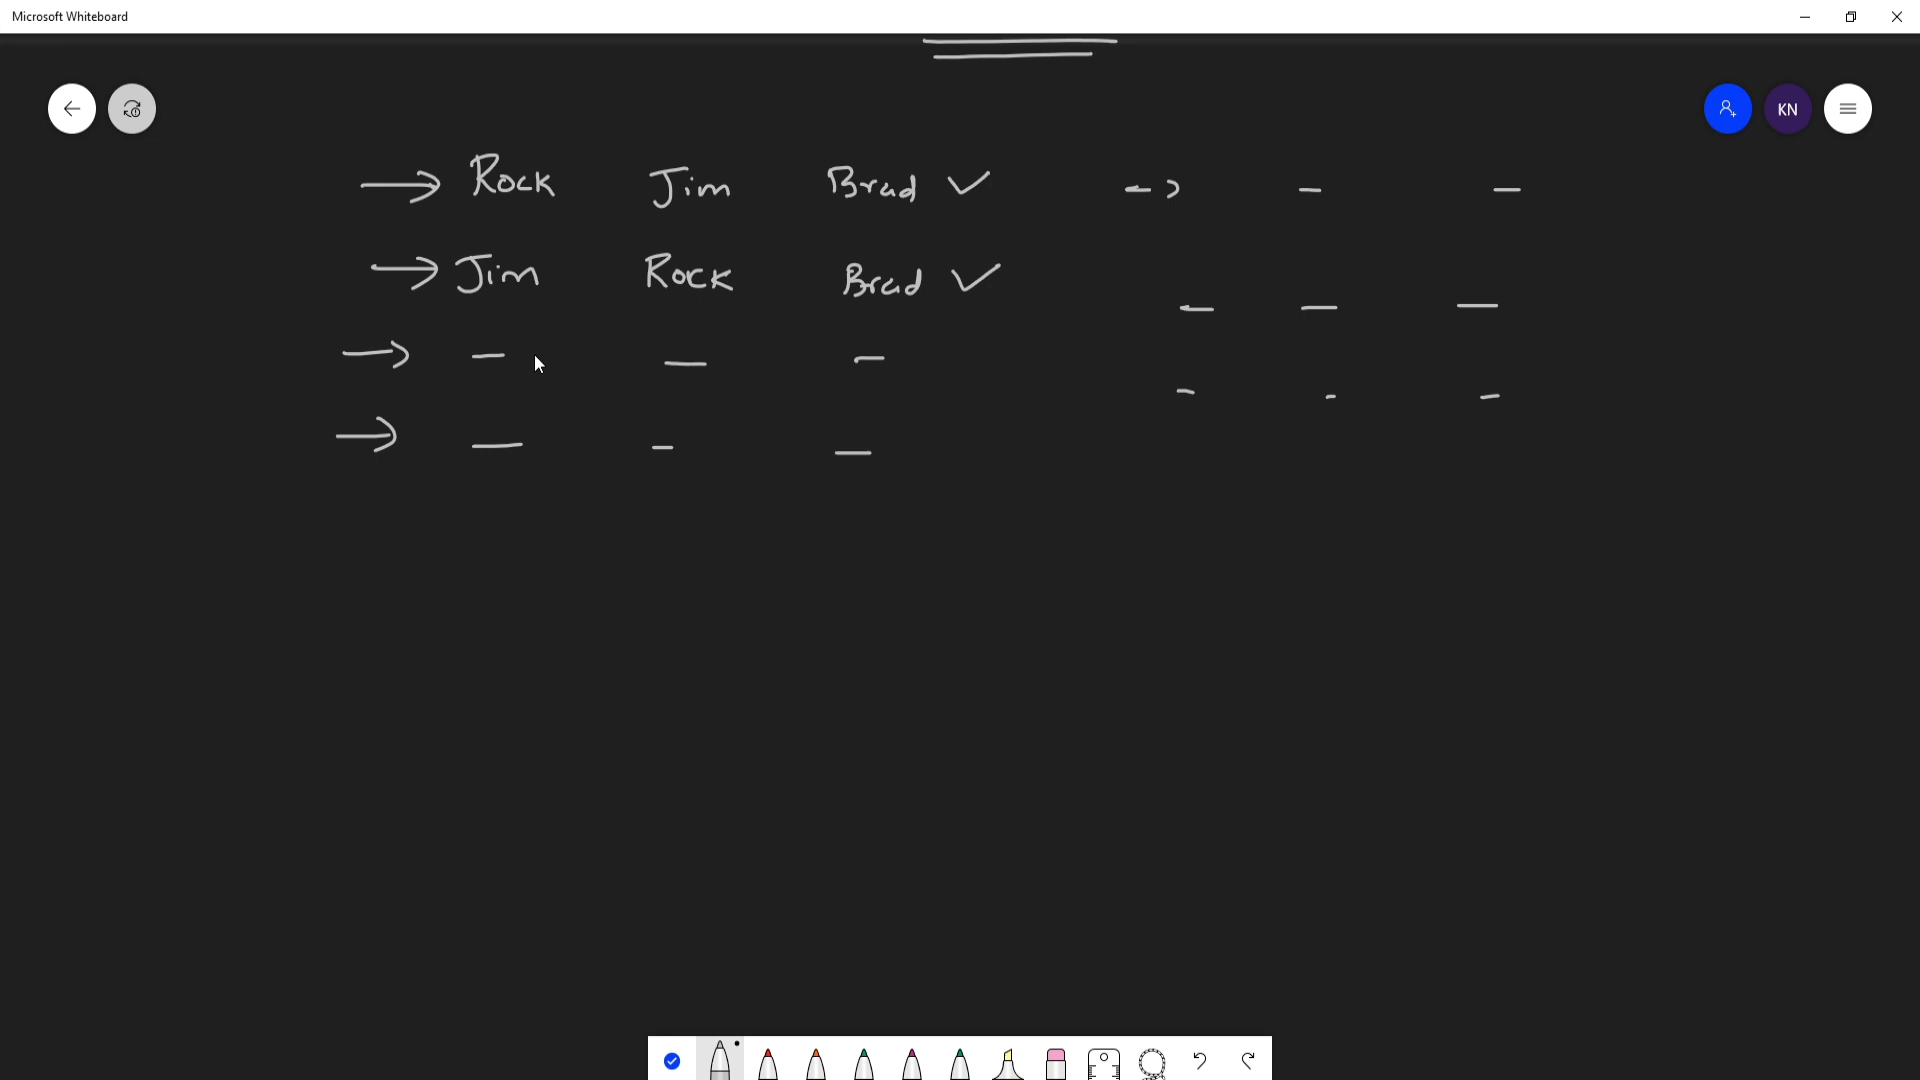 Microsoft Whiteboard
KN
→ Rock Jim Brad ✓ - > - -
→ Jim Rock Brad ✓ - - -
→ - - - - - -
→ - - -